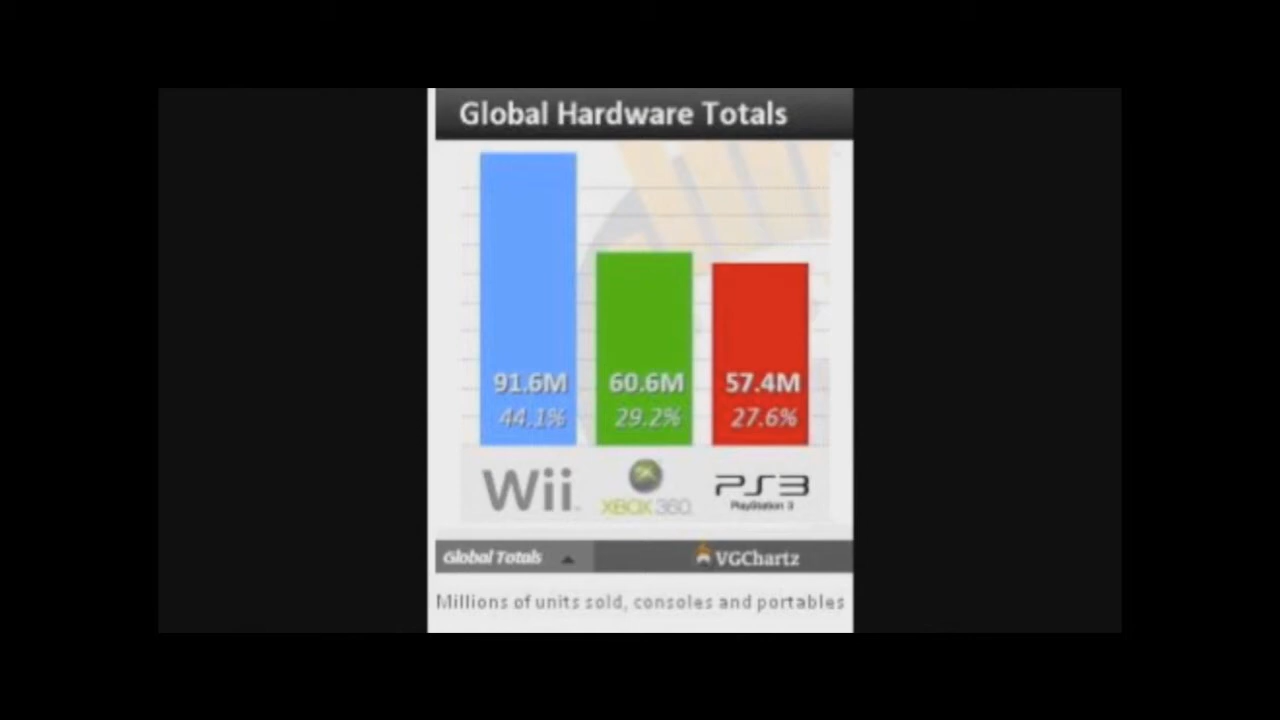 Global Hardware Totals
91.6M 60.6M 57.4M
44.1% 29.2% 27.6%
Wii XBOX 360 PS3
PlayStation 3
Global Totals VGChartz
Millions of units sold, consoles and portables